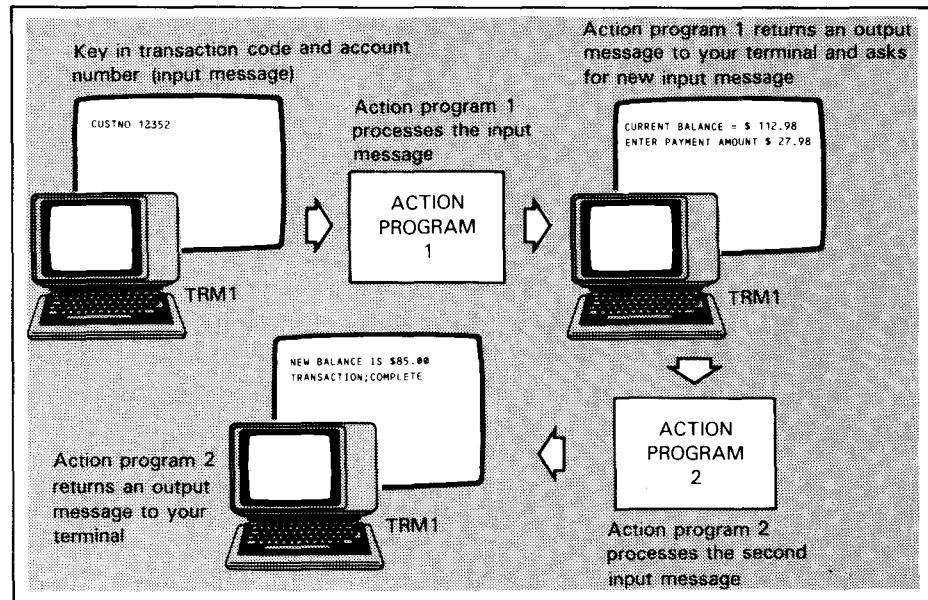 Key in transaction code and account
number (input message)
CUSTNO 12352
TRM1
Action program 1
processes the input
message
ACTION
PROGRAM
1
Action program 1 returns an output
message to your terminal and asks
for new input message
CURRENT BALANCE = $ 112.98
ENTER PAYMENT AMOUNT $ 27.98
TRM1
ACTION
PROGRAM
2
Action program 2
processes the second
input message
NEW BALANCE IS $85.00
TRANSACTION;COMPLETE
TRM1
Action program 2
returns an output
message to your
terminal